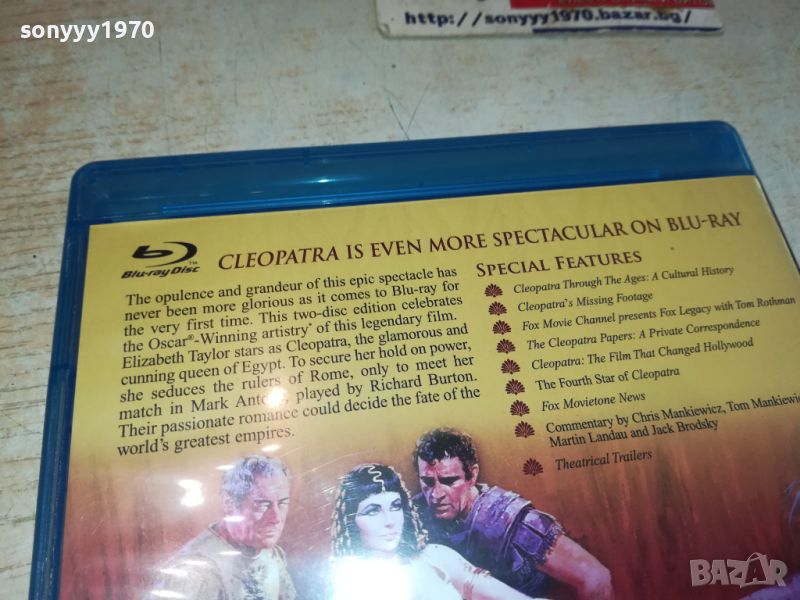 sonyyy1970
http://sonyyy1970.bazar.bg/
Blu-ray Disc™
CLEOPATRA IS EVEN MORE SPECTACULAR ON BLU-RAY
The opulence and grandeur of this epic spectacle has
never been more glorious as it comes to Blu-ray for
the very first time. This two-disc edition celebrates
the Oscar®-Winning artistry* of this legendary film.
Elizabeth Taylor stars as Cleopatra, the glamorous and
cunning queen of Egypt. To secure her hold on power,
she seduces the rulers of Rome, only to meet her
match in Mark Antony, played by Richard Burton.
Their passionate romance could decide the fate of the
world's greatest empires.
SPECIAL FEATURES
Cleopatra Through The Ages: A Cultural History
Cleopatra's Missing Footage
Fox Movie Channel presents Fox Legacy with Tom Rothman
The Cleopatra Papers: A Private Correspondence
Cleopatra: The Film That Changed Hollywood
The Fourth Star of Cleopatra
Fox Movietone News
Commentary by Chris Mankiewicz, Tom Mankiewic
Martin Landau and Jack Brodsky
Theatrical Trailers
BAZAR